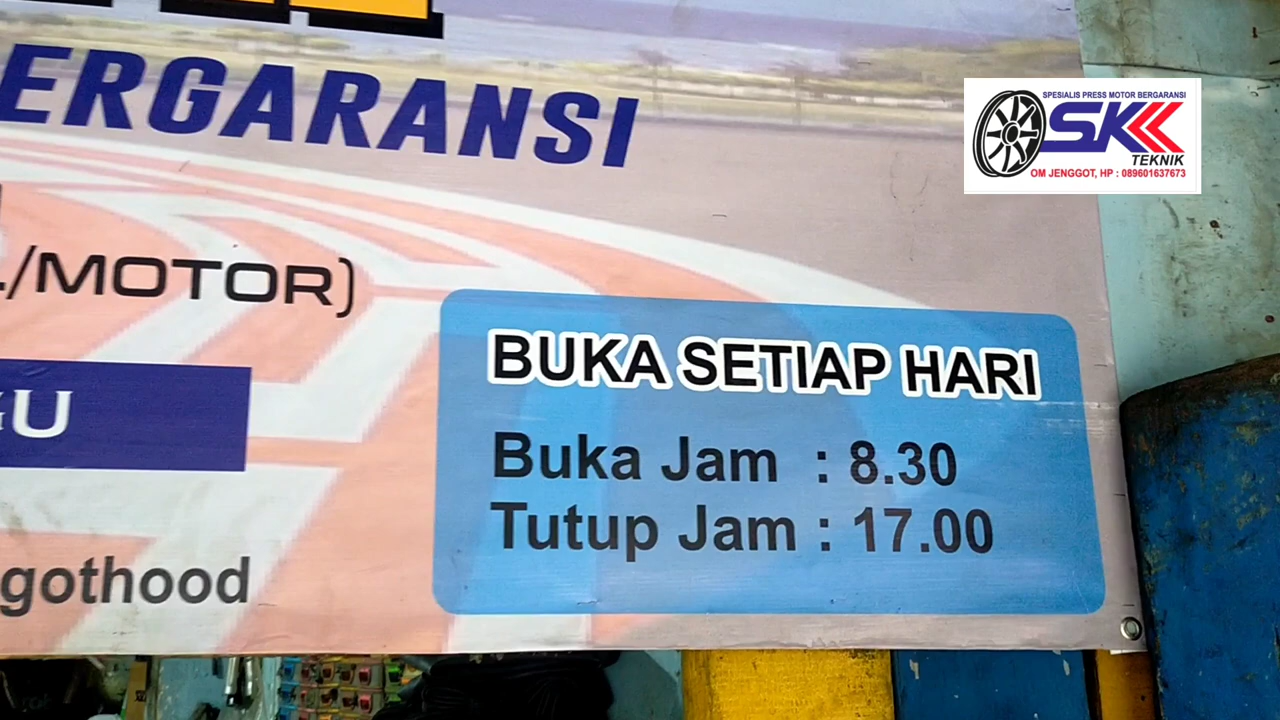 ERGARANSI
/MOTOR)
U
gothood
BUKA SETIAP HARI
Buka Jam : 8.30
Tutup Jam : 17.00
SPESIALIS PRESS MOTOR BERGARANSI
SK
TEKNIK
OM JENGGOT, HP : 089601637673